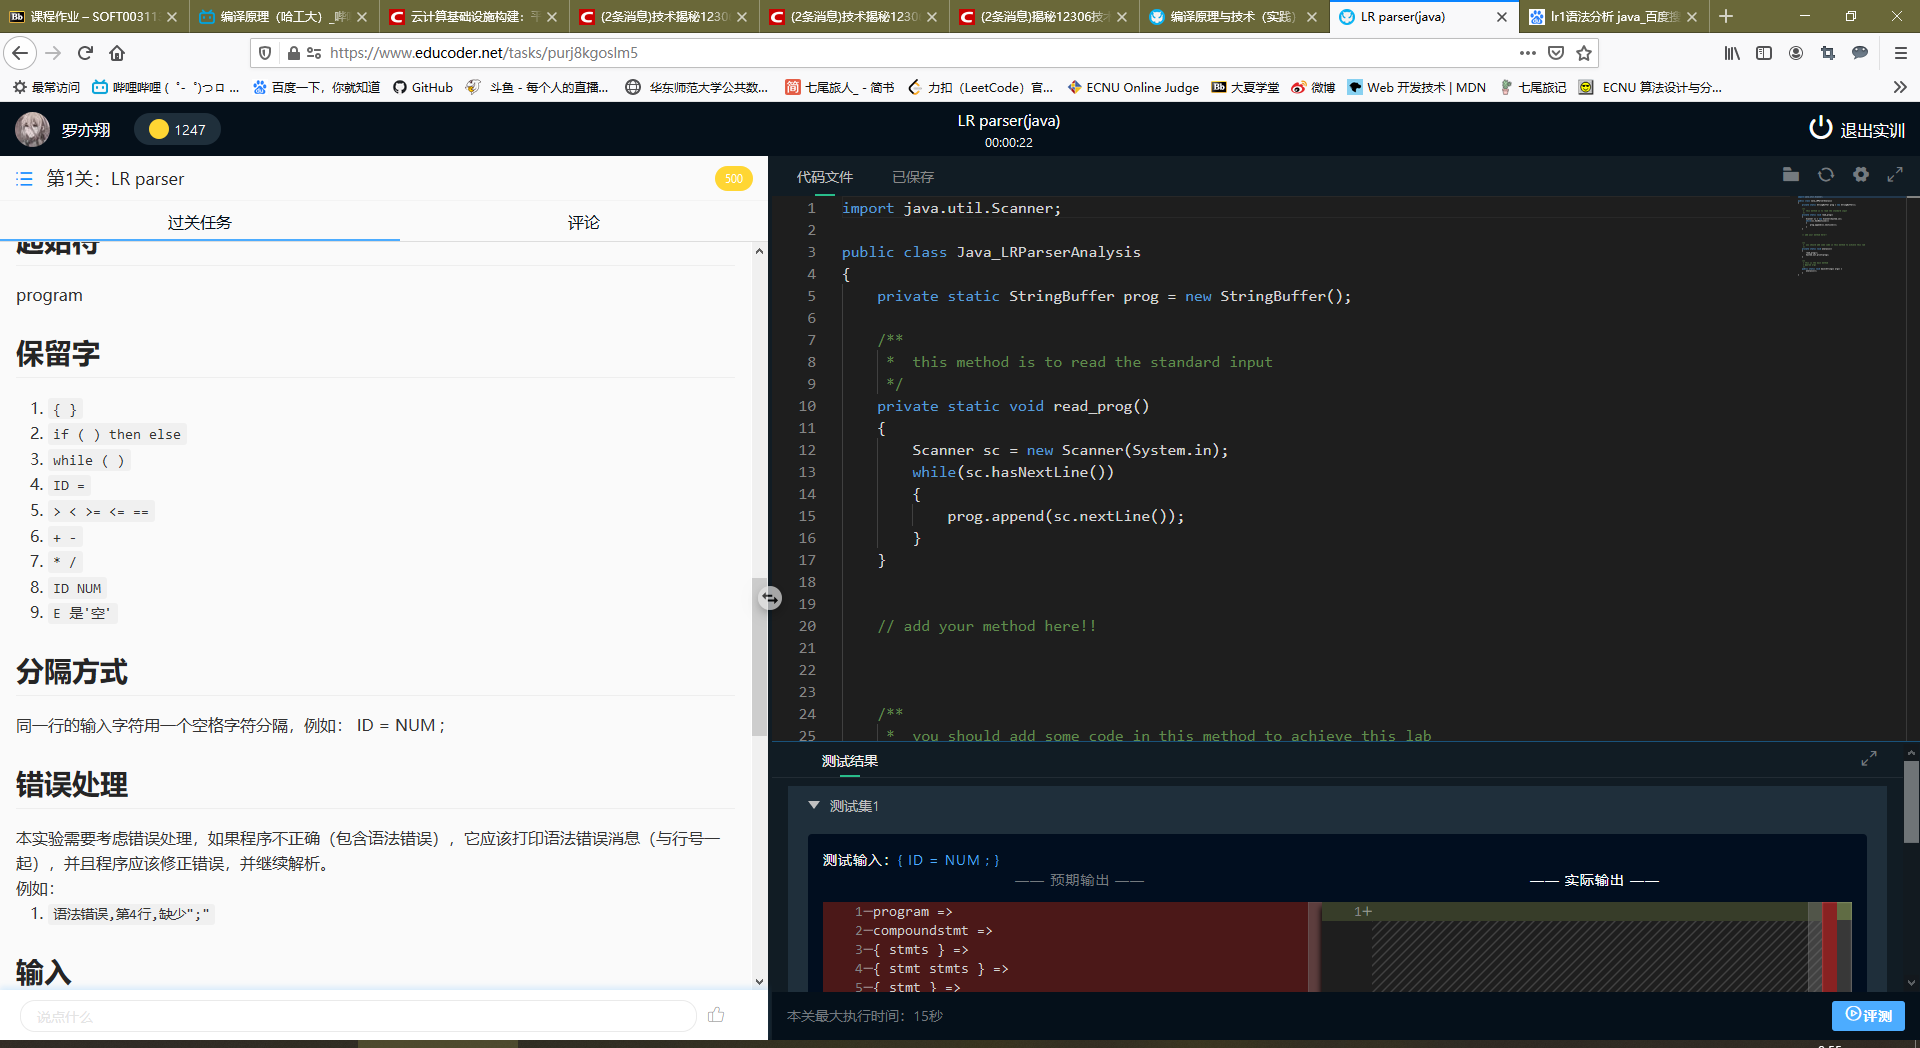 课程作业 – SOFT00311
编译原理（哈工大）_哔
云计算基础设施构建：平
(2条消息)技术揭秘1230
(2条消息)技术揭秘1230
(2条消息)揭秘12306技
编译原理与技术（实践）
LR parser(java)
lr1语法分析 java_百度搜
https://www.educoder.net/tasks/purj8kgoslm5
最常访问
哔哩哔哩 ( ゜- ゜)つロ ...
百度一下，你就知道
GitHub
斗鱼 - 每个人的直播...
华东师范大学公共数...
七尾旅人_ - 简书
力扣（LeetCode）官...
ECNU Online Judge
大夏学堂
微博
Web 开发技术 | MDN
七尾旅记
ECNU 算法设计与分...
罗亦翔
1247
LR parser(java)
00:00:22
退出实训
第1关：LR parser
500
过关任务
评论
起始符
program
保留字
1. { }
2. if ( ) then else
3. while ( )
4. ID =
5. > < >= <= ==
6. + -
7. * /
8. ID NUM
9. E 是'空'
分隔方式
同一行的输入字符用一个空格字符分隔，例如： ID = NUM ;
错误处理
本实验需要考虑错误处理，如果程序不正确（包含语法错误），它应该打印语法错误消息（与行号一
起），并且程序应该修正错误，并继续解析。
例如：
1. 语法错误,第4行,缺少";"
输入
说点什么
代码文件
已保存
1 import java.util.Scanner;
2
3 public class Java_LRParserAnalysis
4 {
5 private static StringBuffer prog = new StringBuffer();
6
7 /**
8 * this method is to read the standard input
9 */
10 private static void read_prog()
11 {
12 Scanner sc = new Scanner(System.in);
13 while(sc.hasNextLine())
14 {
15 prog.append(sc.nextLine());
16 }
17 }
18
19
20 // add your method here!!
21
22
23
24 /**
25 * you should add some code in this method to achieve this lab
测试结果
测试集1
测试输入：{ ID = NUM ; }
—— 预期输出 ——
—— 实际输出 ——
1—program =>
2—compoundstmt =>
3—{ stmts } =>
4—{ stmt stmts } =>
5—{ stmt } =>
1+
本关最大执行时间：15秒
评测